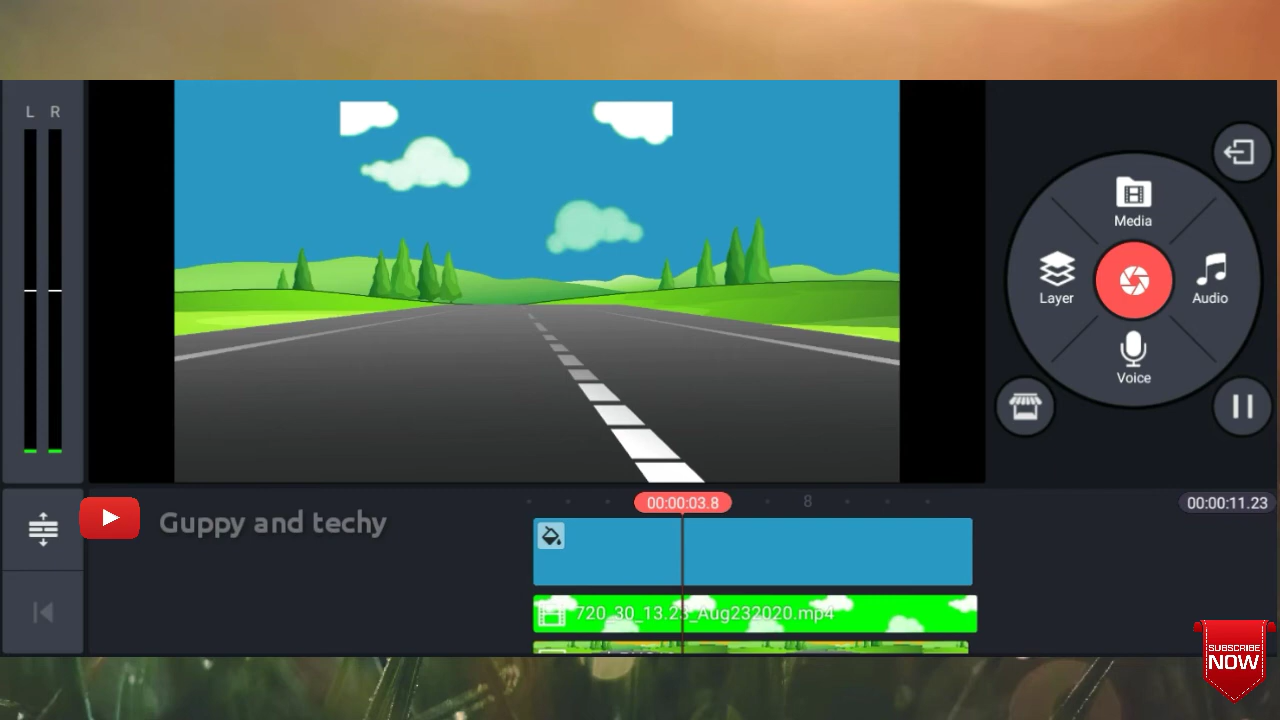 L R
Media
Layer
Audio
Voice
00:00:03.8
8
00:00:11.23
Guppy and techy
720_30_13.23_Aug232020.mp4
SUBSCRIBE
NOW